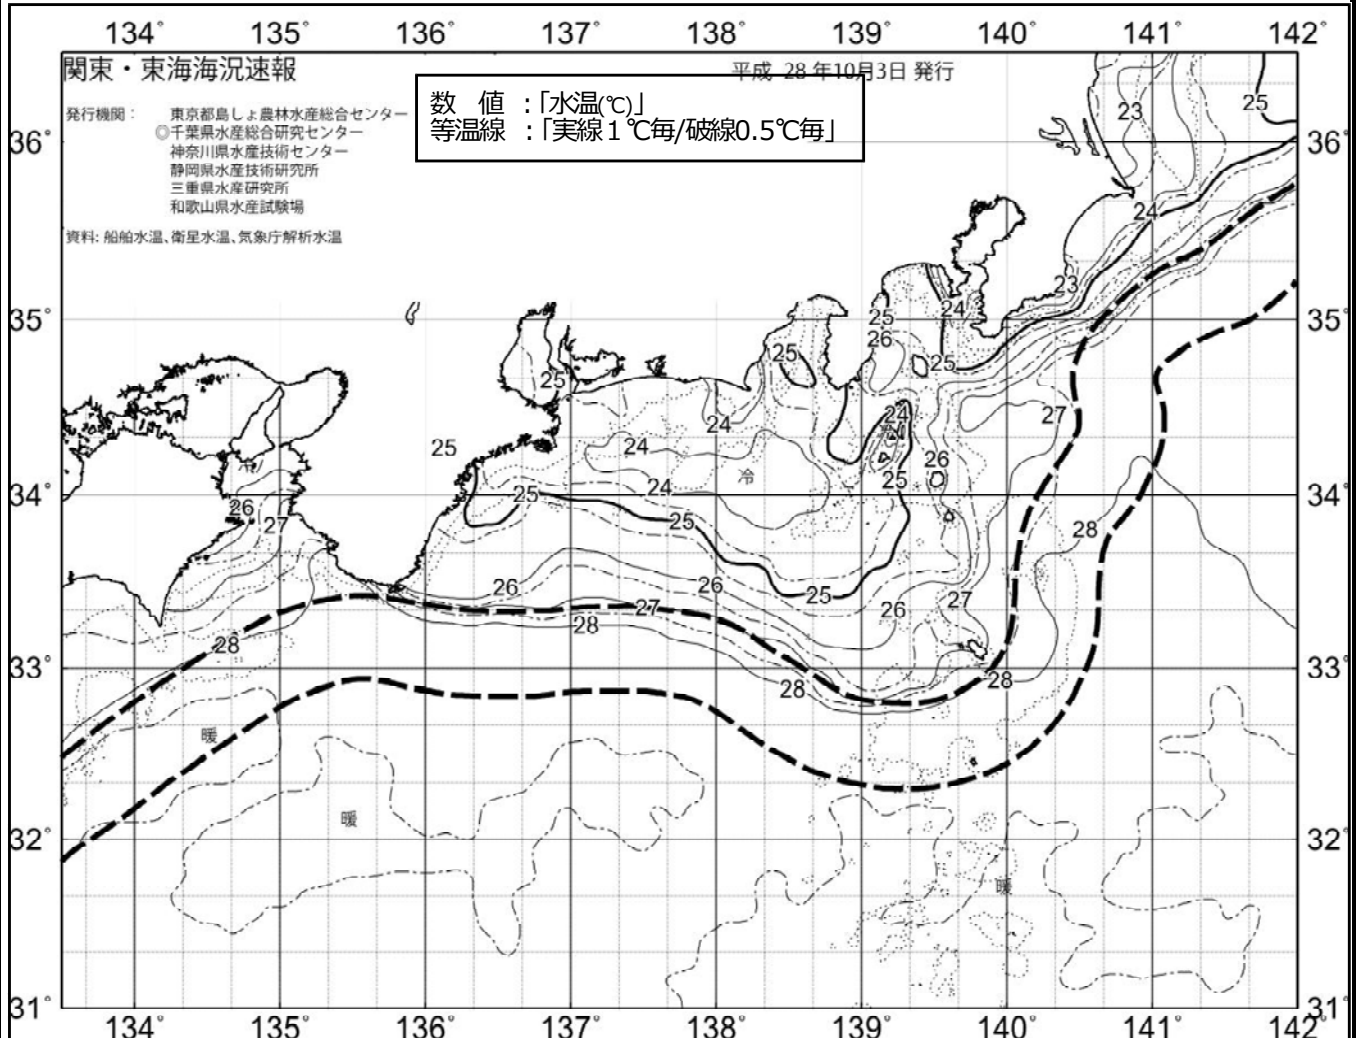 134° 135° 136° 137° 138° 139° 140° 141° 142°
関東・東海海況速報
平成 28 年10月3日 発行
数 値 :「水温(℃)」
等温線 :「実線1℃毎/破線0.5℃毎」
発行機関: 東京都島しょ農林水産総合センター
◎千葉県水産総合研究センター
神奈川県水産技術センター
静岡県水産技術研究所
三重県水産研究所
和歌山県水産試験場
資料: 船舶水温、衛星水温、気象庁解析水温
25
23
36° 36°
24
23
35° 25 24 35°
26
25 25
25
24 27
24
25 24 26
冷 冷
24 25
34° 25 34°
26 25
27 28
26 26 25 27
27 26
28
28
33° 28 33°
28
暖
暖
32° 32°
暖
31° 31°
134° 135° 136° 137° 138° 139° 140° 141° 142°